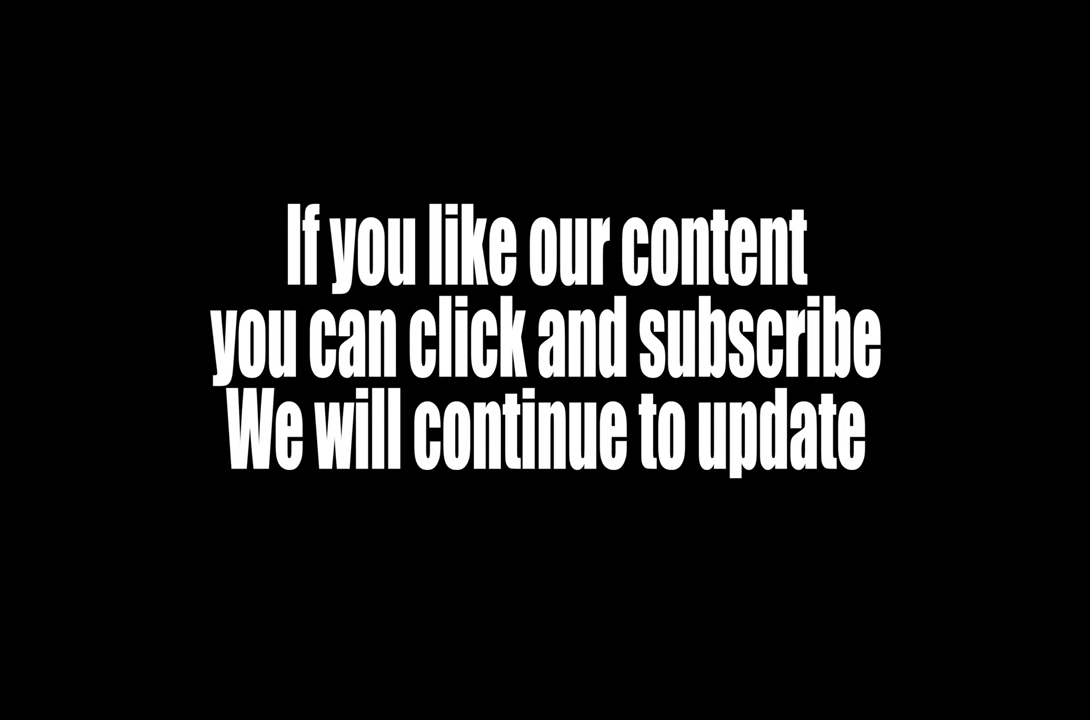 If you like our content
you can click and subscribe
We will continue to update